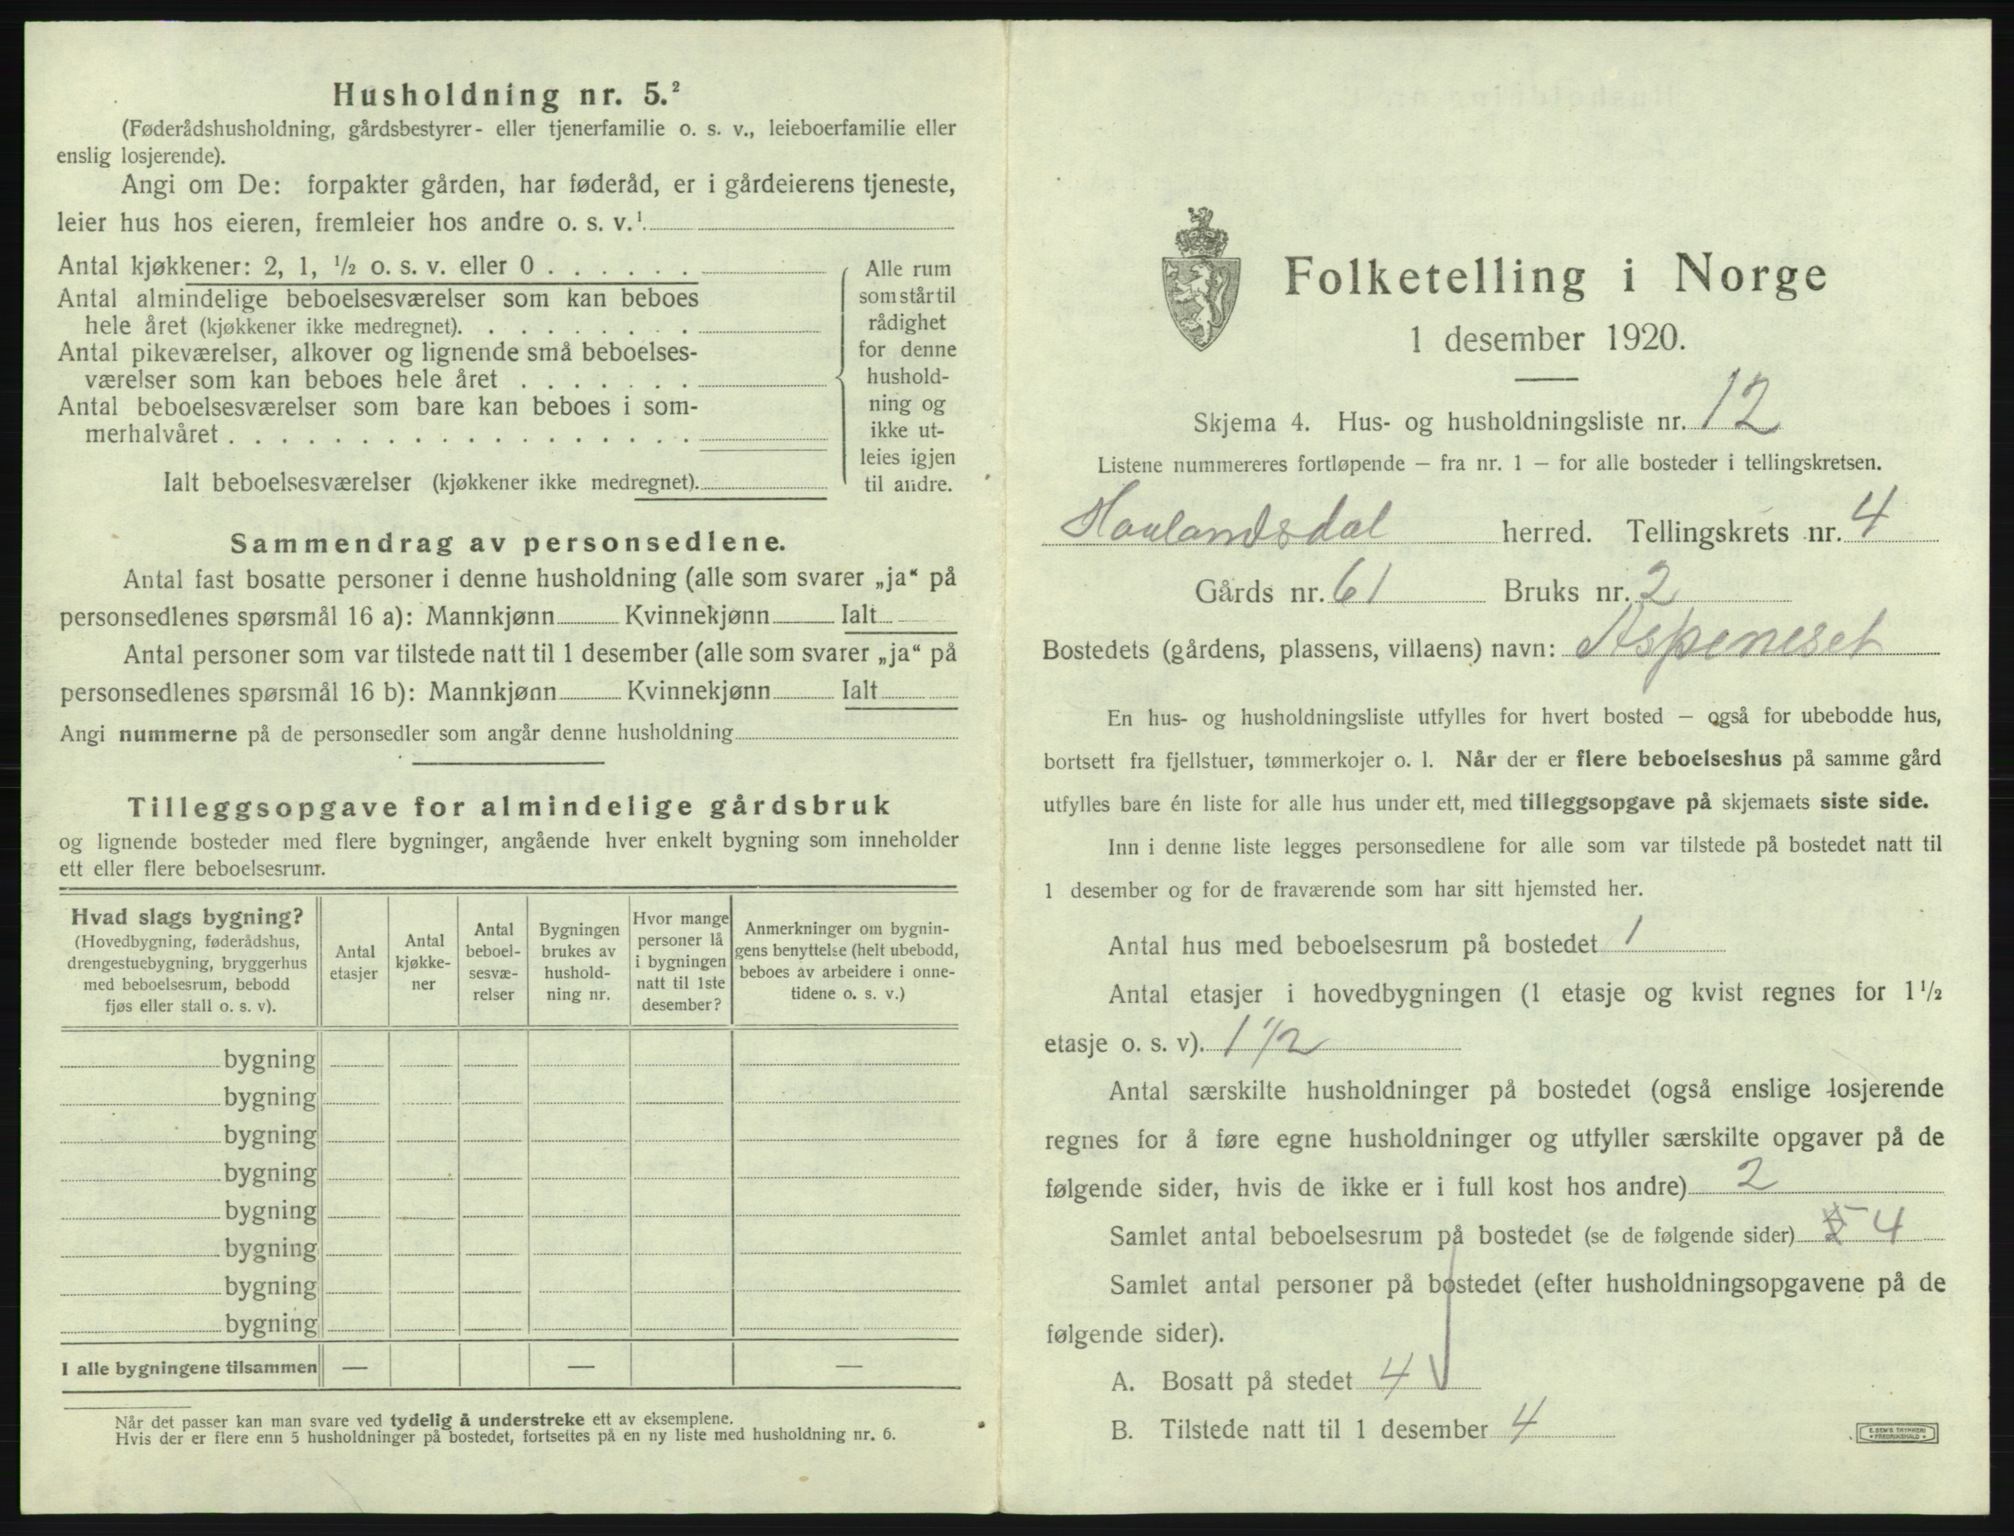 Husholdning nr. 5.²
(Føderådshusholdning, gårdsbestyrer- eller tjenerfamilie o. s. v., leieboerfamilie eller
enslig losjerende).
Angi om De: forpakter gården, har føderåd, er i gårdeierens tjeneste,
leier hus hos eieren, fremleier hos andre o. s. v.¹
Antal kjøkkener: 2, 1, ½ o. s. v. eller 0 . . . . . .
Antal almindelige beboelsesværelser som kan beboes
hele året (kjøkkener ikke medregnet). . . . . . . . .
Antal pikeværelser, alkover og lignende små beboelses-
værelser som kan beboes hele året . . . . . . .
Antal beboelsesværelser som bare kan beboes i som-
merhalvåret . . . . . . . . . . . . . . . . . .
Ialt beboelsesværelser (kjøkkener ikke medregnet).
Alle rum
som står til
rådighet
for denne
hushold-
ning og
ikke ut-
leies igjen
til andre.
Sammendrag av personsedlene.
Antal fast bosatte personer i denne husholdning (alle som svarer „ja“ på
personsedlenes spørsmål 16 a): Mannkjønn Kvinnekjønn Ialt
Antal personer som var tilstede natt til 1 desember (alle som svarer „ja“ på
personsedlenes spørsmål 16 b): Mannkjønn Kvinnekjønn Ialt
Angi nummerne på de personsedler som angår denne husholdning
Tilleggsopgave for almindelige gårdsbruk
og lignende bosteder med flere bygninger, angående hver enkelt bygning som inneholder
ett eller flere beboelsesrum.
Hvad slags bygning?
(Hovedbygning, føderådshus,
drengestuebygning, bryggerhus
med beboelsesrum, bebodd
fjøs eller stall o. s. v).
Antal
etasjer
Antal
kjøkke-
ner
Antal
beboel-
sesvæ-
relser
Bygningen
brukes av
hushold-
ning nr.
Hvor mange
personer lå
i bygningen
natt til 1ste
desember?
Anmerkninger om bygnin-
gens benyttelse (helt ubebodd,
beboes av arbeidere i onne-
tidene o. s. v.)
bygning
bygning
bygning
bygning
bygning
bygning
bygning
bygning
I alle bygningene tilsammen — — —
Når det passer kan man svare ved tydelig å understreke ett av eksemplene.
Hvis der er flere enn 5 husholdninger på bostedet, fortsettes på en ny liste med husholdning nr. 6.
Folketelling i Norge
1 desember 1920.
Skjema 4. Hus- og husholdningsliste nr. 12
Listene nummereres fortløpende — fra nr. 1 — for alle bosteder i tellingskretsen.
Haalandsdal herred. Tellingskrets nr. 4
Gårds nr. 61 Bruks nr. 2
Bostedets (gårdens, plassens, villaens) navn: Aspeneset
En hus- og husholdningsliste utfylles for hvert bosted — også for ubebodde hus,
bortsett fra fjellstuer, tømmerkojer o. l. Når der er flere beboelseshus på samme gård
utfylles bare én liste for alle hus under ett, med tilleggsopgave på skjemaets siste side.
Inn i denne liste legges personsedlene for alle som var tilstede på bostedet natt til
1 desember og for de fraværende som har sitt hjemsted her.
Antal hus med beboelsesrum på bostedet 1
Antal etasjer i hovedbygningen (1 etasje og kvist regnes for 1½
etasje o. s. v). 1½
Antal særskilte husholdninger på bostedet (også enslige losjerende
regnes for å føre egne husholdninger og utfyller særskilte opgaver på de
følgende sider, hvis de ikke er i full kost hos andre) 2
Samlet antal beboelsesrum på bostedet (se de følgende sider) 4
Samlet antal personer på bostedet (efter husholdningsopgavene på de
følgende sider).
A. Bosatt på stedet 4
B. Tilstede natt til 1 desember 4
E. SEM'S TRYKKERI
FREDRIKSHALD